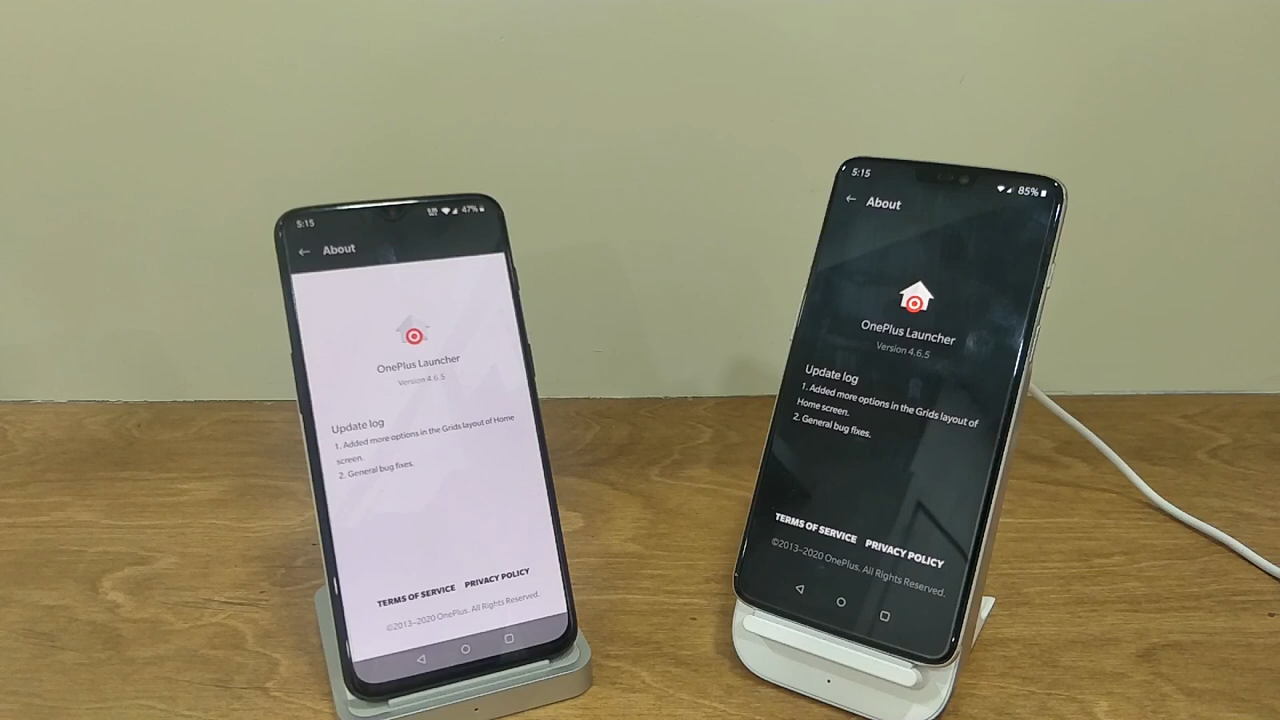 5:15
47%
About
OnePlus Launcher
Version 4.6.5
Update log
1. Added more options in the Grids layout of Home
screen.
2. General bug fixes.
TERMS OF SERVICE PRIVACY POLICY
©2013–2020 OnePlus. All Rights Reserved.
5:15
85%
About
OnePlus Launcher
Version 4.6.5
Update log
1. Added more options in the Grids layout of
Home screen.
2. General bug fixes.
TERMS OF SERVICE PRIVACY POLICY
©2013–2020 OnePlus. All Rights Reserved.